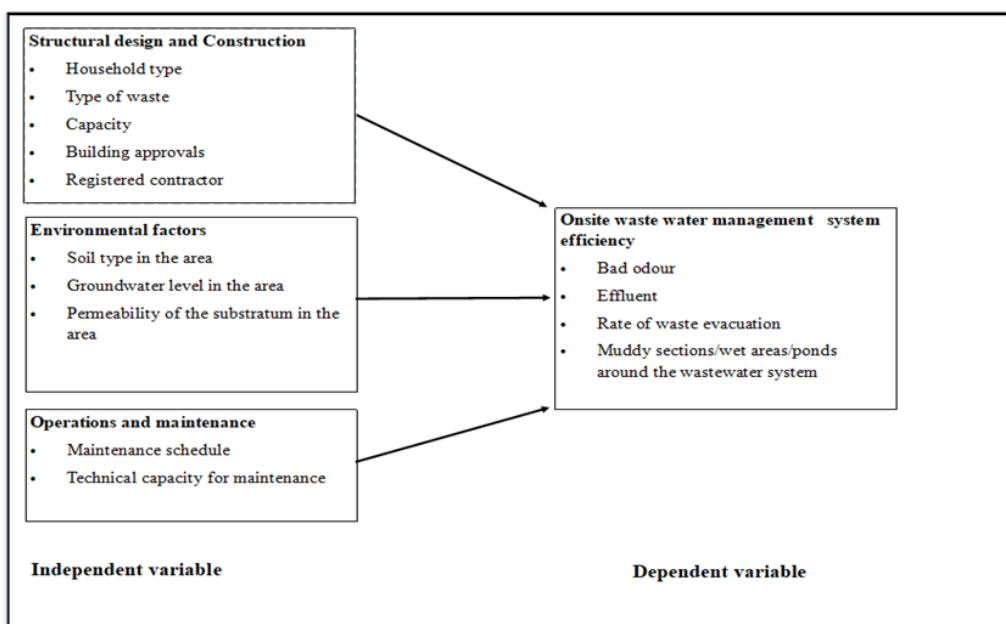 Structural design and Construction
• Household type
• Type of waste
• Capacity
• Building approvals
• Registered contractor
Environmental factors
• Soil type in the area
• Groundwater level in the area
• Permeability of the substratum in the
area
Operations and maintenance
• Maintenance schedule
• Technical capacity for maintenance
Independent variable
Onsite waste water management system
efficiency
• Bad odour
• Effluent
• Rate of waste evacuation
• Muddy sections/wet areas/ponds
around the wastewater system
Dependent variable